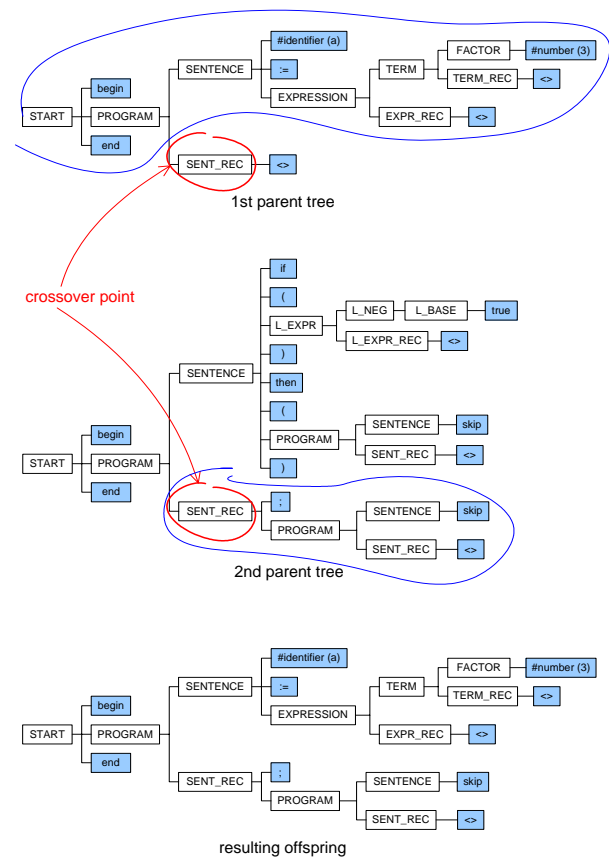 #identifier (a)
FACTOR #number (3)
SENTENCE := TERM
begin TERM_REC <>
EXPRESSION
START PROGRAM EXPR_REC <>
end
SENT_REC <>
1st parent tree
if
crossover point (
L_NEG L_BASE true
L_EXPR
L_EXPR_REC <>
)
SENTENCE
then
(
SENTENCE skip
begin PROGRAM
SENT_REC <>
START PROGRAM )
end ;
SENT_REC SENTENCE skip
PROGRAM
SENT_REC <>
2nd parent tree
#identifier (a)
FACTOR #number (3)
SENTENCE := TERM
TERM_REC <>
begin EXPRESSION
START PROGRAM EXPR_REC <>
end
;
SENT_REC SENTENCE skip
PROGRAM
SENT_REC <>
resulting offspring